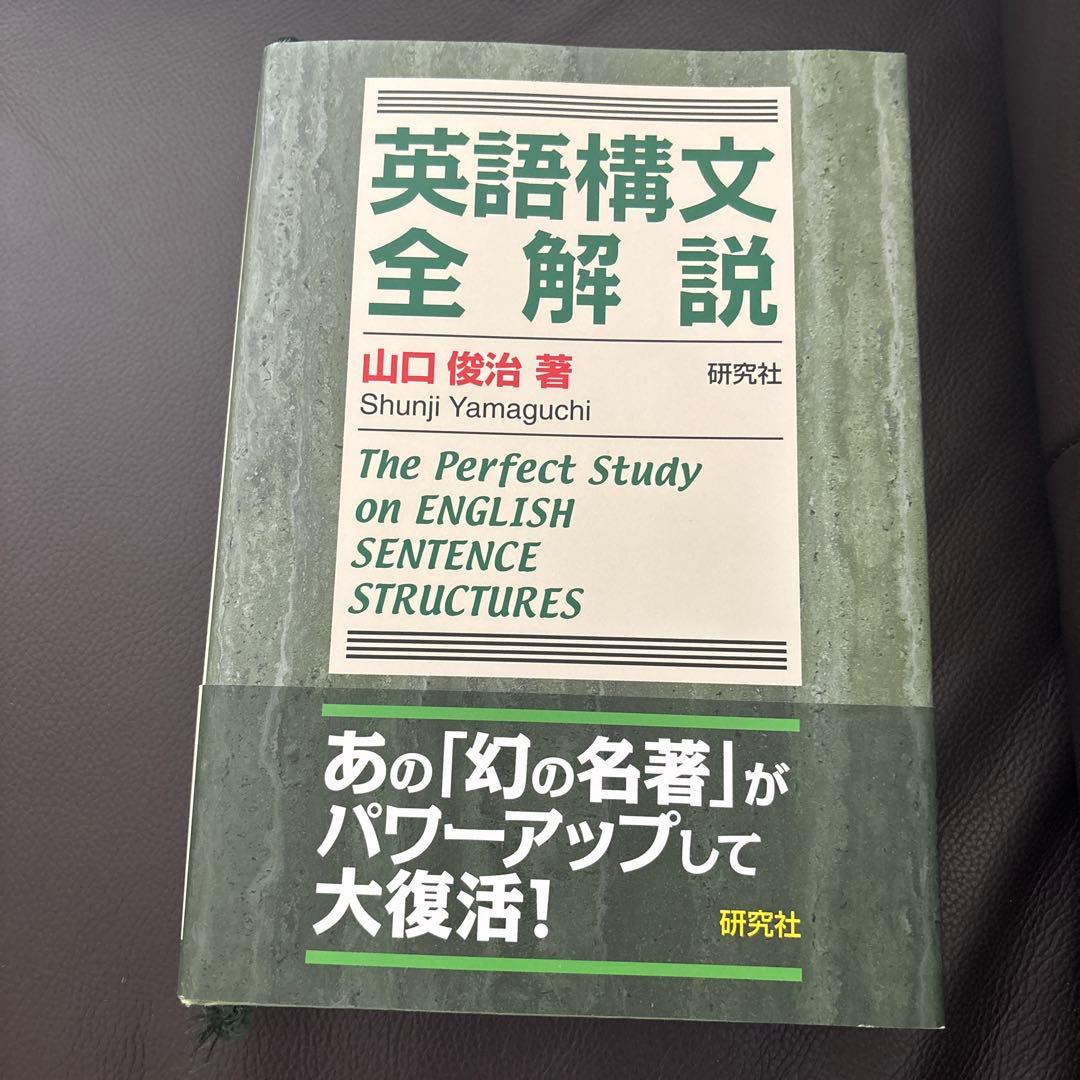 英語構文
全解説
山口 俊治 著
研究社
Shunji Yamaguchi
The Perfect Study
on ENGLISH
SENTENCE
STRUCTURES
あの「幻の名著」が
パワーアップして
大復活!
研究社